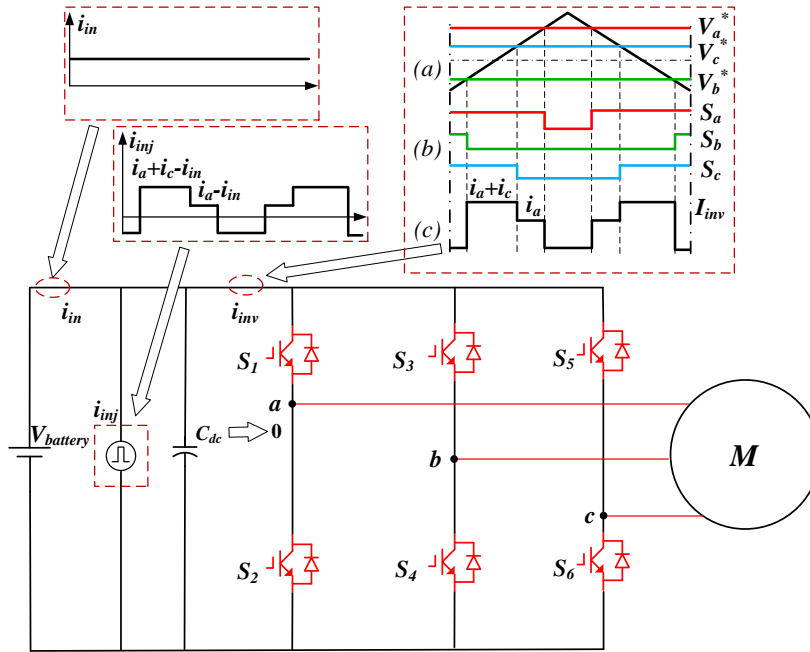 i_in
i_inj
i_a+i_c-i_in
i_a-i_in
(a)
V_a^*
V_c^*
V_b^*
S_a
(b)
S_b
S_c
i_a+i_c
i_a
I_inv
(c)
i_in
i_inv
S_1
S_3
S_5
a
i_inj
V_battery
C_dc
0
b
M
c
S_2
S_4
S_6